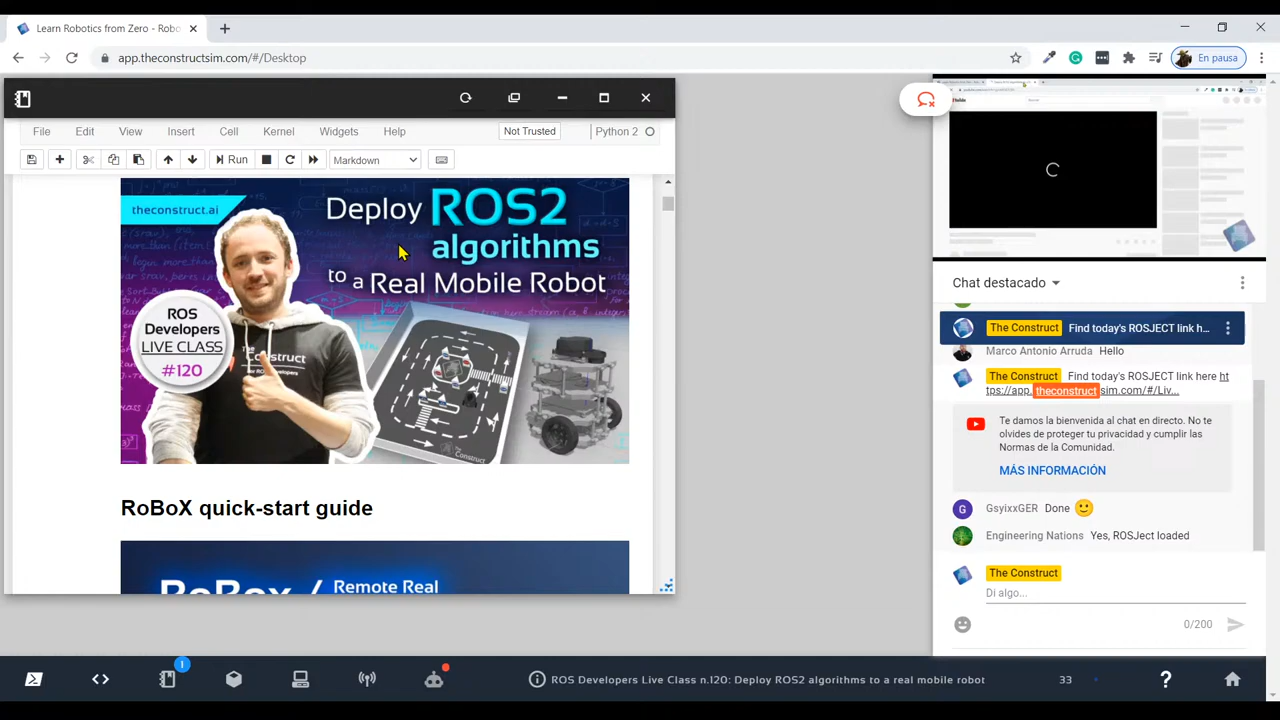 Learn Robotics from Zero - Robo
app.theconstructsim.com/#/Desktop
En pausa
File Edit View Insert Cell Kernel Widgets Help Not Trusted Python 2
Run Markdown
theconstruct.ai
Deploy ROS2
algorithms
to a Real Mobile Robot
ROS
Developers
LIVE CLASS
#120
RoBoX quick-start guide
RoBox / Remote Real
Chat destacado
The Construct Find today's ROSJECT link h...
Marco Antonio Arruda Hello
The Construct Find today's ROSJECT link here ht
tps://app.theconstructsim.com/#/Liv...
Te damos la bienvenida al chat en directo. No te
olvides de proteger tu privacidad y cumplir las
Normas de la Comunidad.
MÁS INFORMACIÓN
G GsyixxGER Done
Engineering Nations Yes, ROSJect loaded
The Construct
Di algo...
0/200
1
ROS Developers Live Class n.120: Deploy ROS2 algorithms to a real mobile robot 33 ?